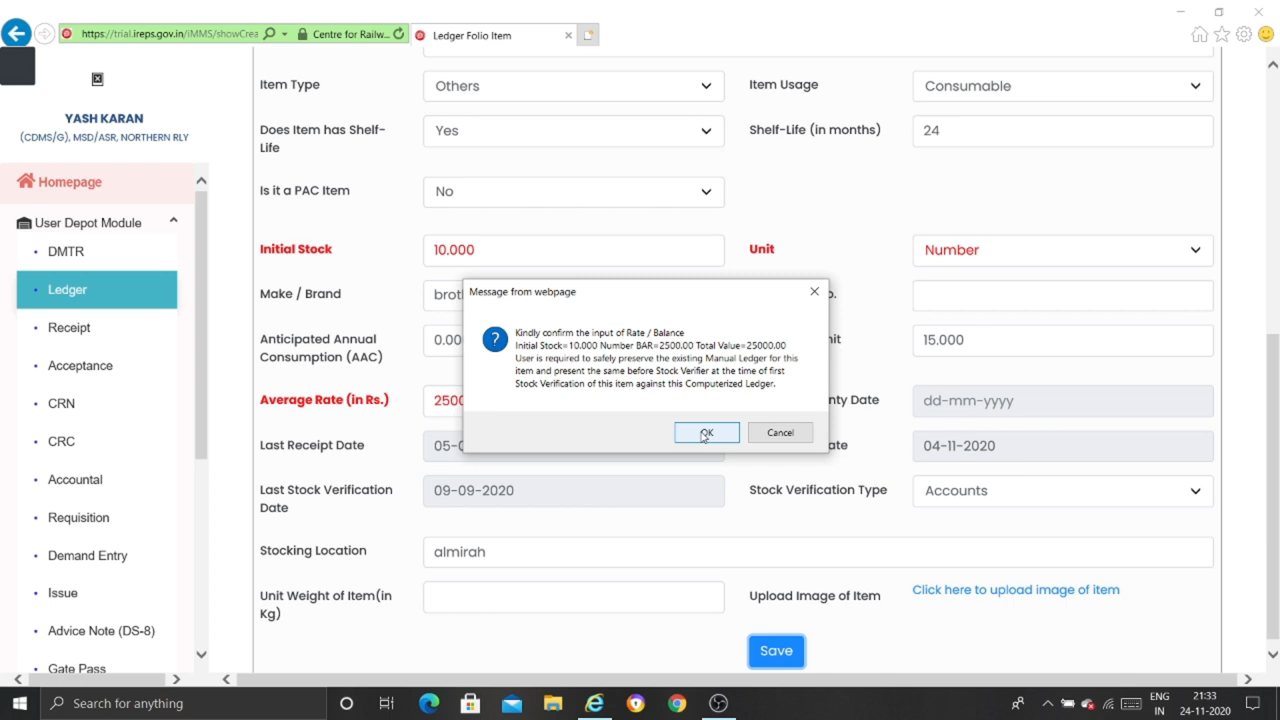 https://trial.ireps.gov.in/iMMS/showCrea
Centre for Railw...
Ledger Folio Item
YASH KARAN
(CDMS/G), MSD/ASR, NORTHERN RLY
Homepage
User Depot Module
DMTR
Ledger
Receipt
Acceptance
CRN
CRC
Accountal
Requisition
Demand Entry
Issue
Advice Note (DS-8)
Gate Pass
Item Type
Others
Item Usage
Consumable
Does Item has Shelf-
Life
Yes
Shelf-Life (in months)
24
Is it a PAC Item
No
Initial Stock
10.000
Unit
Number
Make / Brand
Anticipated Annual
Consumption (AAC)
0.00
15.000
Average Rate (in Rs.)
2500
nty Date
dd-mm-yyyy
Last Receipt Date
05-
ate
04-11-2020
Last Stock Verification
Date
09-09-2020
Stock Verification Type
Accounts
Stocking Location
almirah
Unit Weight of Item(in
Kg)
Upload Image of Item
Click here to upload image of item
Save
Message from webpage
Kindly confirm the input of Rate / Balance
Initial Stock=10.000 Number BAR=2500.00 Total Value=25000.00
User is required to safely preserve the existing Manual Ledger for this
item and present the same before Stock Verifier at the time of first
Stock Verification of this item against this Computerized Ledger.
OK
Cancel
Search for anything
ENG
IN
21:33
24-11-2020